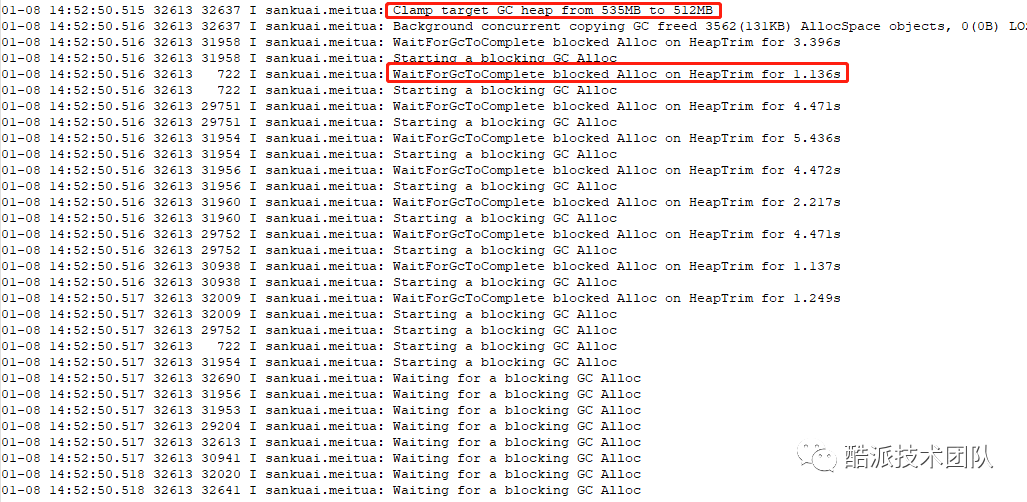 01-08 14:52:50.515 32613 32637 I sankuai.meitua: Clamp target GC heap from 535MB to 512MB
01-08 14:52:50.516 32613 32637 I sankuai.meitua: Background concurrent copying GC freed 3562(131KB) AllocSpace objects, 0(0B) LO
01-08 14:52:50.516 32613 31958 I sankuai.meitua: WaitForGcToComplete blocked Alloc on HeapTrim for 3.396s
01-08 14:52:50.516 32613 31958 I sankuai.meitua: Starting a blocking GC Alloc
01-08 14:52:50.516 32613   722 I sankuai.meitua: WaitForGcToComplete blocked Alloc on HeapTrim for 1.136s
01-08 14:52:50.516 32613   722 I sankuai.meitua: Starting a blocking GC Alloc
01-08 14:52:50.516 32613 29751 I sankuai.meitua: WaitForGcToComplete blocked Alloc on HeapTrim for 4.471s
01-08 14:52:50.516 32613 29751 I sankuai.meitua: Starting a blocking GC Alloc
01-08 14:52:50.516 32613 31954 I sankuai.meitua: WaitForGcToComplete blocked Alloc on HeapTrim for 5.436s
01-08 14:52:50.516 32613 31954 I sankuai.meitua: Starting a blocking GC Alloc
01-08 14:52:50.516 32613 31956 I sankuai.meitua: WaitForGcToComplete blocked Alloc on HeapTrim for 4.472s
01-08 14:52:50.516 32613 31956 I sankuai.meitua: Starting a blocking GC Alloc
01-08 14:52:50.516 32613 31960 I sankuai.meitua: WaitForGcToComplete blocked Alloc on HeapTrim for 2.217s
01-08 14:52:50.516 32613 31960 I sankuai.meitua: Starting a blocking GC Alloc
01-08 14:52:50.516 32613 29752 I sankuai.meitua: WaitForGcToComplete blocked Alloc on HeapTrim for 4.471s
01-08 14:52:50.516 32613 29752 I sankuai.meitua: Starting a blocking GC Alloc
01-08 14:52:50.516 32613 30938 I sankuai.meitua: WaitForGcToComplete blocked Alloc on HeapTrim for 1.137s
01-08 14:52:50.516 32613 30938 I sankuai.meitua: Starting a blocking GC Alloc
01-08 14:52:50.517 32613 32009 I sankuai.meitua: WaitForGcToComplete blocked Alloc on HeapTrim for 1.249s
01-08 14:52:50.517 32613 32009 I sankuai.meitua: Starting a blocking GC Alloc
01-08 14:52:50.517 32613 29752 I sankuai.meitua: Starting a blocking GC Alloc
01-08 14:52:50.517 32613   722 I sankuai.meitua: Starting a blocking GC Alloc
01-08 14:52:50.517 32613 31954 I sankuai.meitua: Starting a blocking GC Alloc
01-08 14:52:50.517 32613 32690 I sankuai.meitua: Waiting for a blocking GC Alloc
01-08 14:52:50.517 32613 31956 I sankuai.meitua: Waiting for a blocking GC Alloc
01-08 14:52:50.517 32613 31953 I sankuai.meitua: Waiting for a blocking GC Alloc
01-08 14:52:50.517 32613 29204 I sankuai.meitua: Waiting for a blocking GC Alloc
01-08 14:52:50.517 32613 32613 I sankuai.meitua: Waiting for a blocking GC Alloc
01-08 14:52:50.517 32613 30941 I sankuai.meitua: Waiting for a blocking GC Alloc
01-08 14:52:50.518 32613 32020 I sankuai.meitua: Waiting for a blocking GC Alloc
01-08 14:52:50.518 32613 32641 I sankuai.meitua: Waiting for a blocking GC Alloc
酷派技术团队